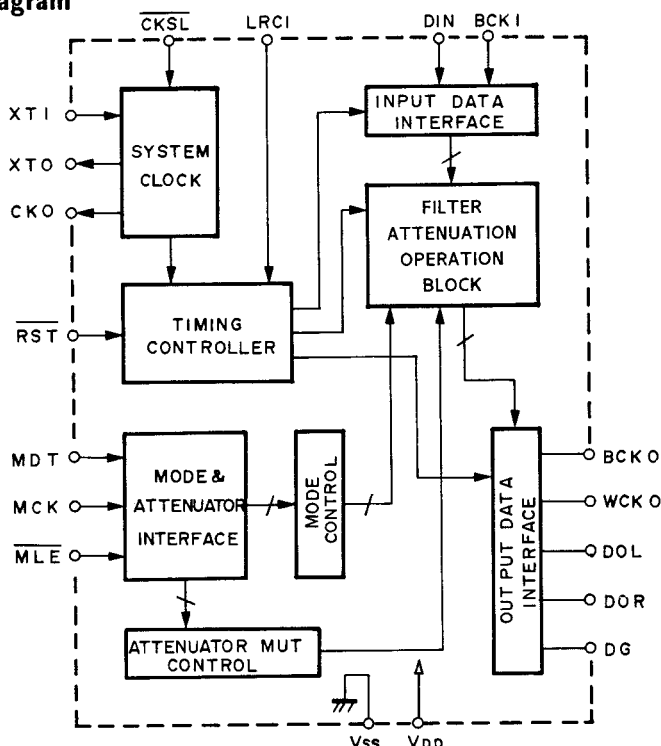 CKSL LRCI DIN BCKI
XTI
XTO
CKO
SYSTEM
CLOCK
INPUT DATA
INTERFACE
FILTER
ATTENUATION
OPERATION
BLOCK
RST
TIMING
CONTROLLER
MDT
MCK
MLE
MODE &
ATTENUATOR
INTERFACE
MODE
CONTROL
OUTPUT DATA
INTERFACE
BCKO
WCKO
DOL
DOR
DG
ATTENUATOR MUT
CONTROL
VSS VDD